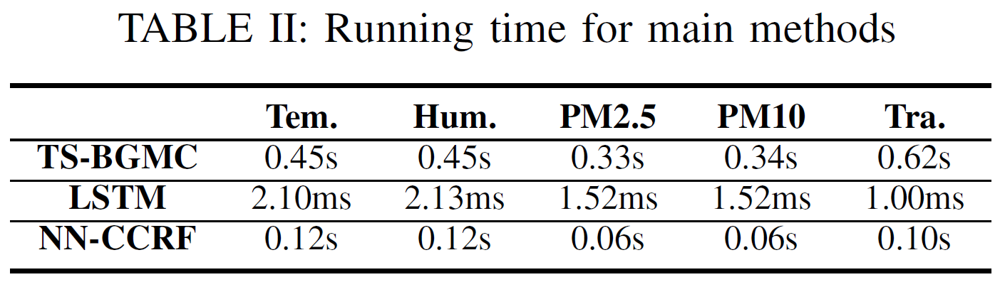 TABLE II: Running time for main methods
Tem. Hum. PM2.5 PM10 Tra.
TS-BGMC 0.45s 0.45s 0.33s 0.34s 0.62s
LSTM 2.10ms 2.13ms 1.52ms 1.52ms 1.00ms
NN-CCRF 0.12s 0.12s 0.06s 0.06s 0.10s